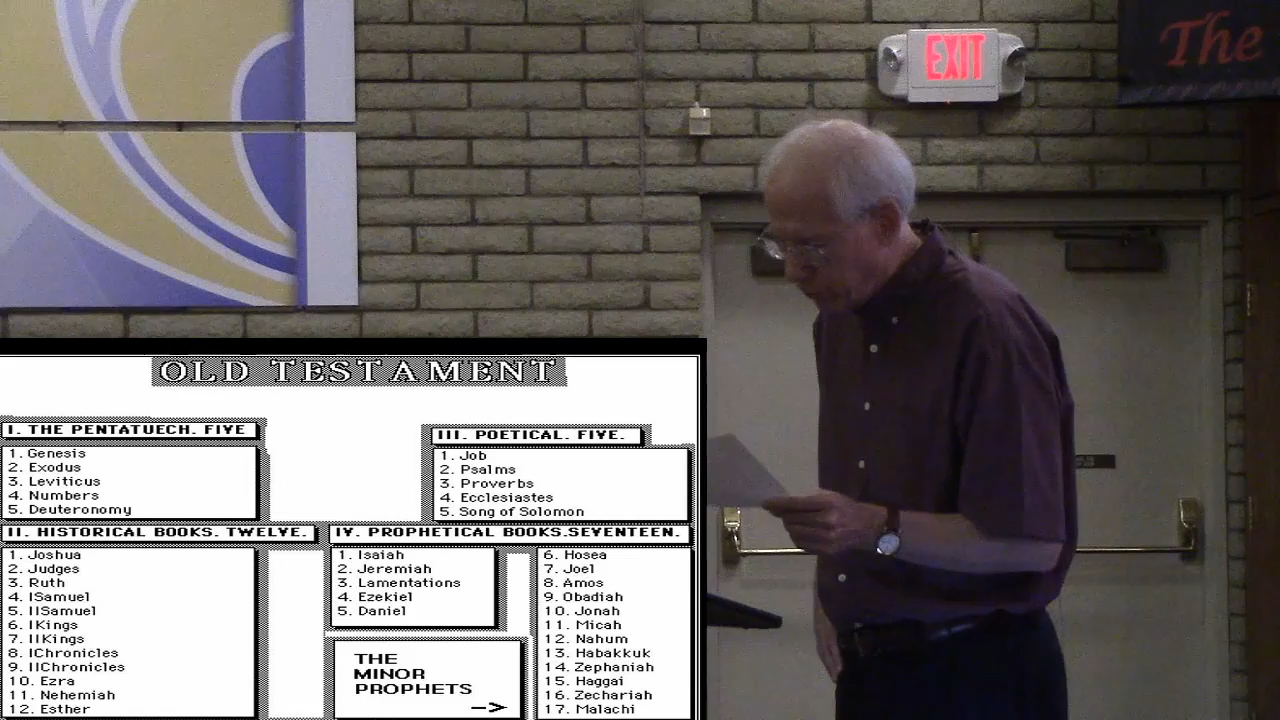 EXIT
The
OLD TESTAMENT
I. THE PENTATUECH. FIVE
1. Genesis
2. Exodus
3. Leviticus
4. Numbers
5. Deuteronomy
II. HISTORICAL BOOKS. TWELVE.
1. Joshua
2. Judges
3. Ruth
4. ISamuel
5. IISamuel
6. IKings
7. IIKings
8. IChronicles
9. IIChronicles
10. Ezra
11. Nehemiah
12. Esther
III. POETICAL. FIVE.
1. Job
2. Psalms
3. Proverbs
4. Ecclesiastes
5. Song of Solomon
IV. PROPHETICAL BOOKS.SEVENTEEN.
1. Isaiah
2. Jeremiah
3. Lamentations
4. Ezekiel
5. Daniel
THE
MINOR
PROPHETS
-->
6. Hosea
7. Joel
8. Amos
9. Obadiah
10. Jonah
11. Micah
12. Nahum
13. Habakkuk
14. Zephaniah
15. Haggai
16. Zechariah
17. Malachi